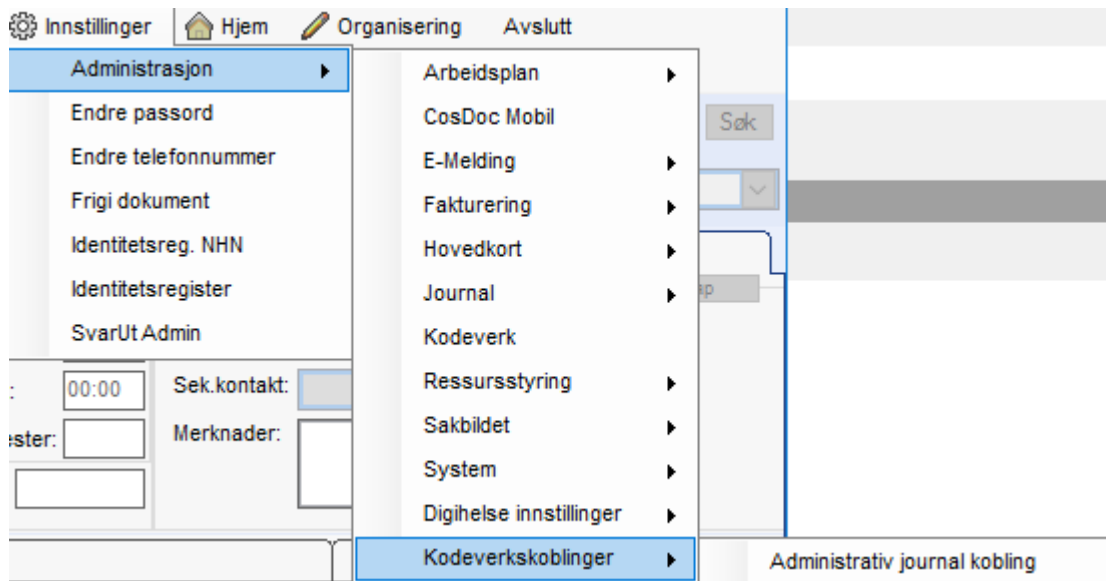 Innstillinger Hjem Organisering Avslutt
Administrasjon
Endre passord
Endre telefonnummer
Frigi dokument
Identitetsreg. NHN
Identitetsregister
SvarUt Admin
Arbeidsplan
CosDoc Mobil
E-Melding
Fakturering
Hovedkort
Journal
Kodeverk
Ressursstyring
Sakbildet
System
Digihelse innstillinger
Kodeverkskoblinger
Administrativ journal kobling
Søk
00:00
Sek.kontakt:
Merknader: